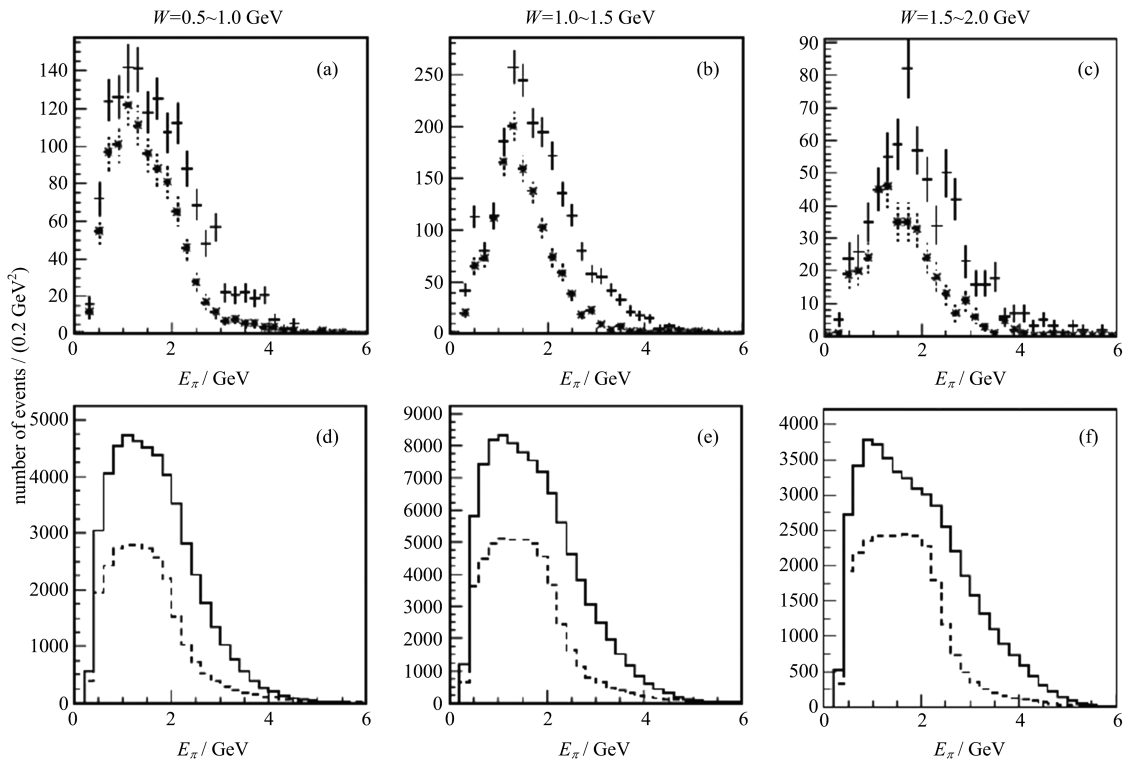 W=0.5~1.0 GeV
W=1.0~1.5 GeV
W=1.5~2.0 GeV
number of events / (0.2 GeV²)
(a)
140
120
100
80
60
40
20
0
0 2 4 6
E_π / GeV
(b)
250
200
150
100
50
0
0 2 4 6
E_π / GeV
(c)
90
80
70
60
50
40
30
20
10
0
0 2 4 6
E_π / GeV
(d)
5000
4000
3000
2000
1000
0
0 2 4 6
E_π / GeV
(e)
9000
8000
7000
6000
5000
4000
3000
2000
1000
0
0 2 4 6
E_π / GeV
(f)
4000
3500
3000
2500
2000
1500
1000
500
0
0 2 4 6
E_π / GeV